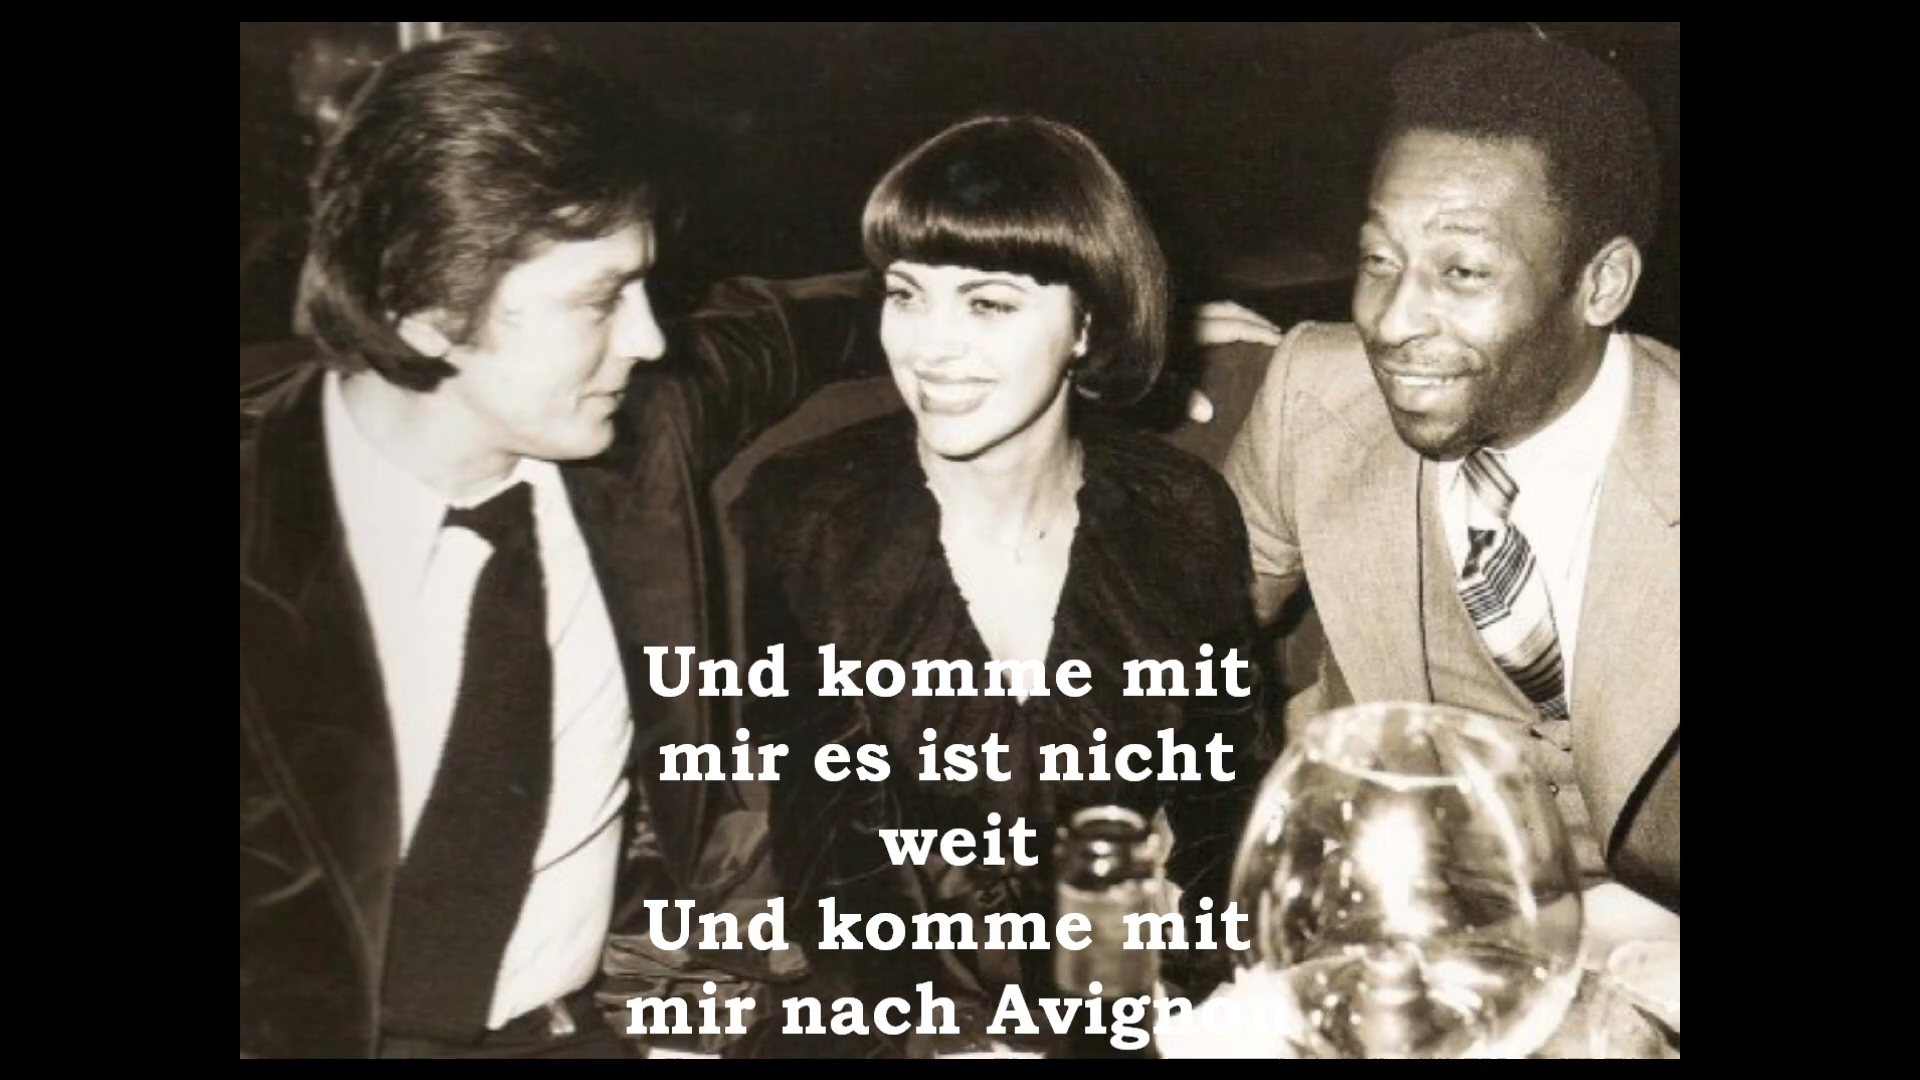 Und komme mit
mir es ist nicht
weit
Und komme mit
mir nach Avignon